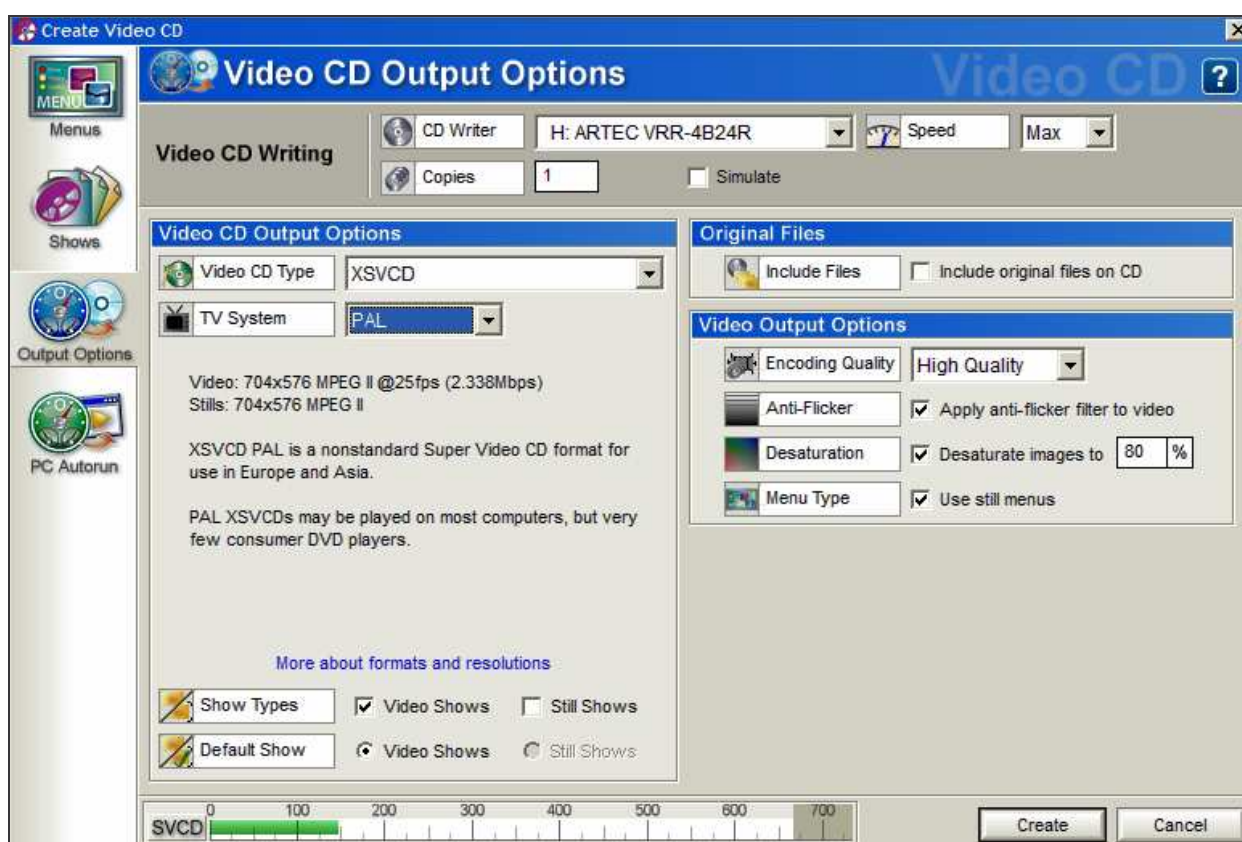 Create Video CD
MENU
Menus
Shows
Output Options
PC Autorun
Video CD Output Options
Video CD
?
Video CD Writing
CD Writer
H: ARTEC VRR-4B24R
Speed
Max
Copies
1
Simulate
Video CD Output Options
Video CD Type
XSVCD
TV System
PAL
Video: 704x576 MPEG II @25fps (2.338Mbps)
Stills: 704x576 MPEG II
XSVCD PAL is a nonstandard Super Video CD format for
use in Europe and Asia.
PAL XSVCDs may be played on most computers, but very
few consumer DVD players.
More about formats and resolutions
Show Types
Video Shows
Still Shows
Default Show
Video Shows
Still Shows
Original Files
Include Files
Include original files on CD
Video Output Options
Encoding Quality
High Quality
Anti-Flicker
Apply anti-flicker filter to video
Desaturation
Desaturate images to 80 %
Menu Type
Use still menus
SVCD
0 100 200 300 400 500 600 700
Create
Cancel